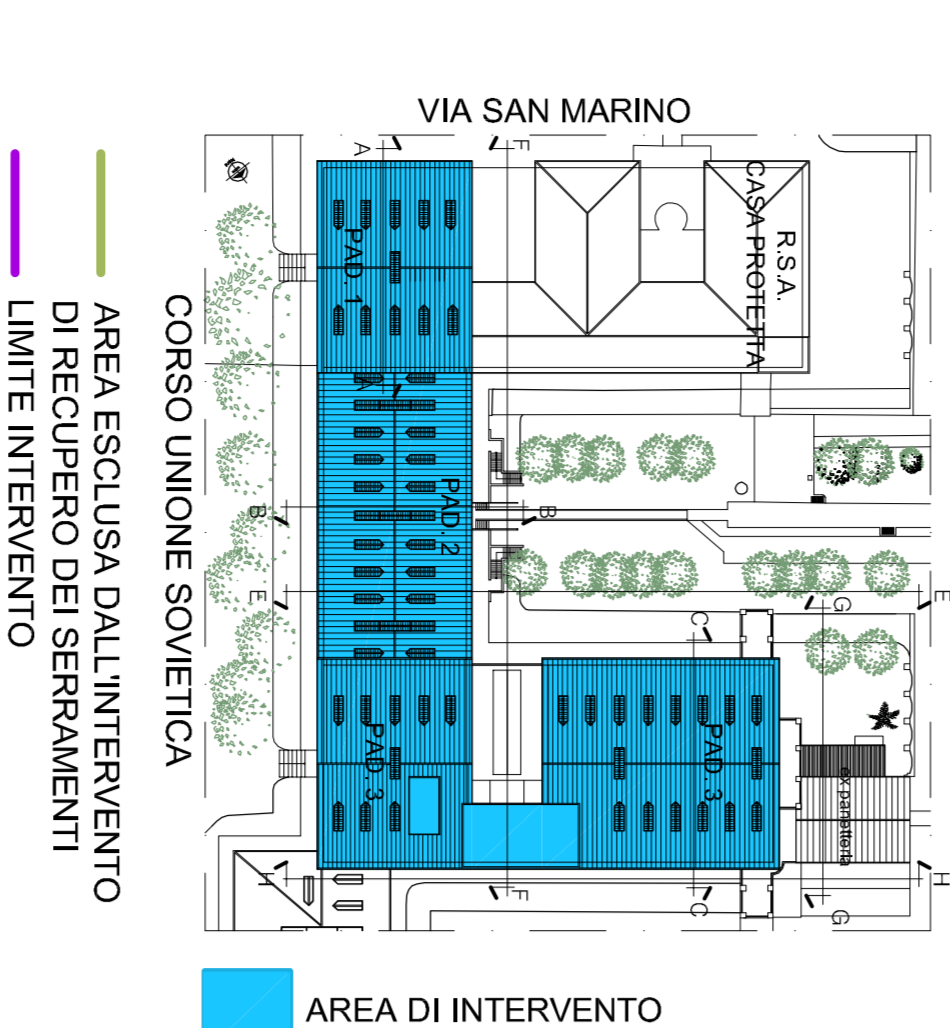 VIA SAN MARINO
A
F
R.S.A.
CASA PROTETTA
PAD. 1
A
PAD. 2
B
B
E
E
G
C
PAD. 3
PAD. 3
ex panetteria
H
H
F
C
G
CORSO UNIONE SOVIETICA
AREA ESCLUSA DALL'INTERVENTO
DI RECUPERO DEI SERRAMENTI
LIMITE INTERVENTO
AREA DI INTERVENTO